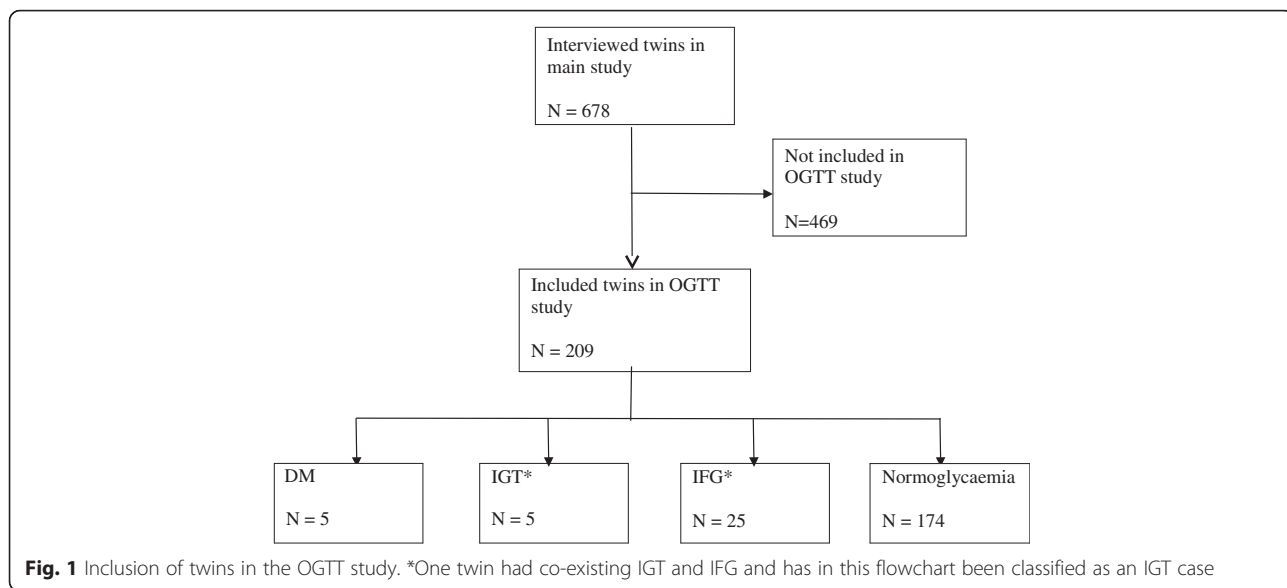 Interviewed twins in
main study
N = 678
Not included in
OGTT study
N=469
Included twins in OGTT
study
N = 209
DM
N = 5
IGT*
N = 5
IFG*
N = 25
Normoglycaemia
N = 174
Fig. 1 Inclusion of twins in the OGTT study. *One twin had co-existing IGT and IFG and has in this flowchart been classified as an IGT case